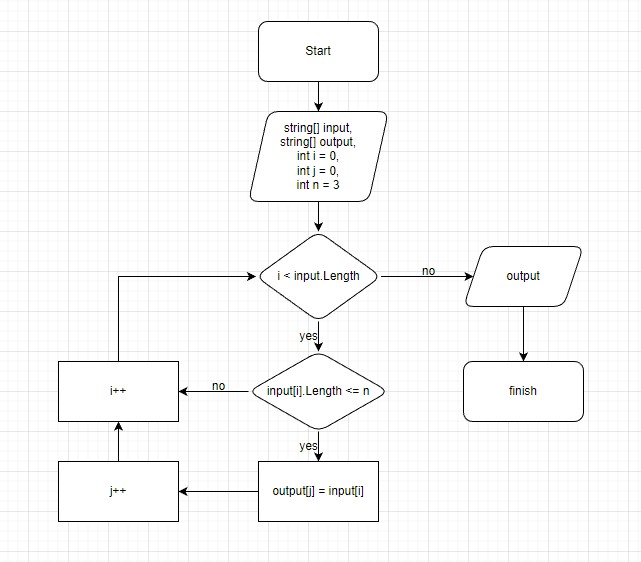 Start
string[] input,
string[] output,
int i = 0,
int j = 0,
int n = 3
i < input.Length
no
output
yes
i++
no
input[i].Length <= n
finish
yes
j++
output[j] = input[i]